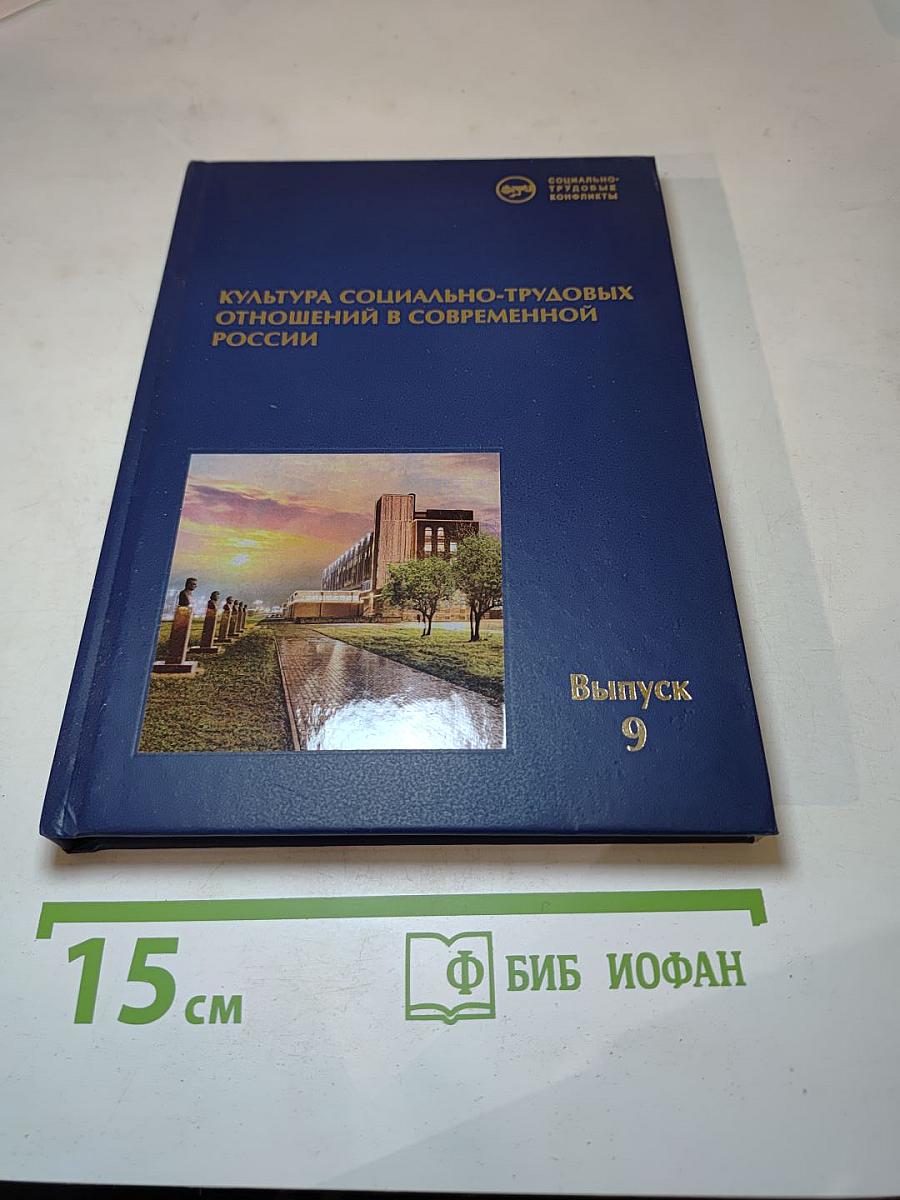 СОЦИАЛЬНО-
ТРУДОВЫЕ
КОНФЛИКТЫ
КУЛЬТУРА СОЦИАЛЬНО-ТРУДОВЫХ
ОТНОШЕНИЙ В СОВРЕМЕННОЙ
РОССИИ
Выпуск
9
15 см
Ф БИБ ИОФАН